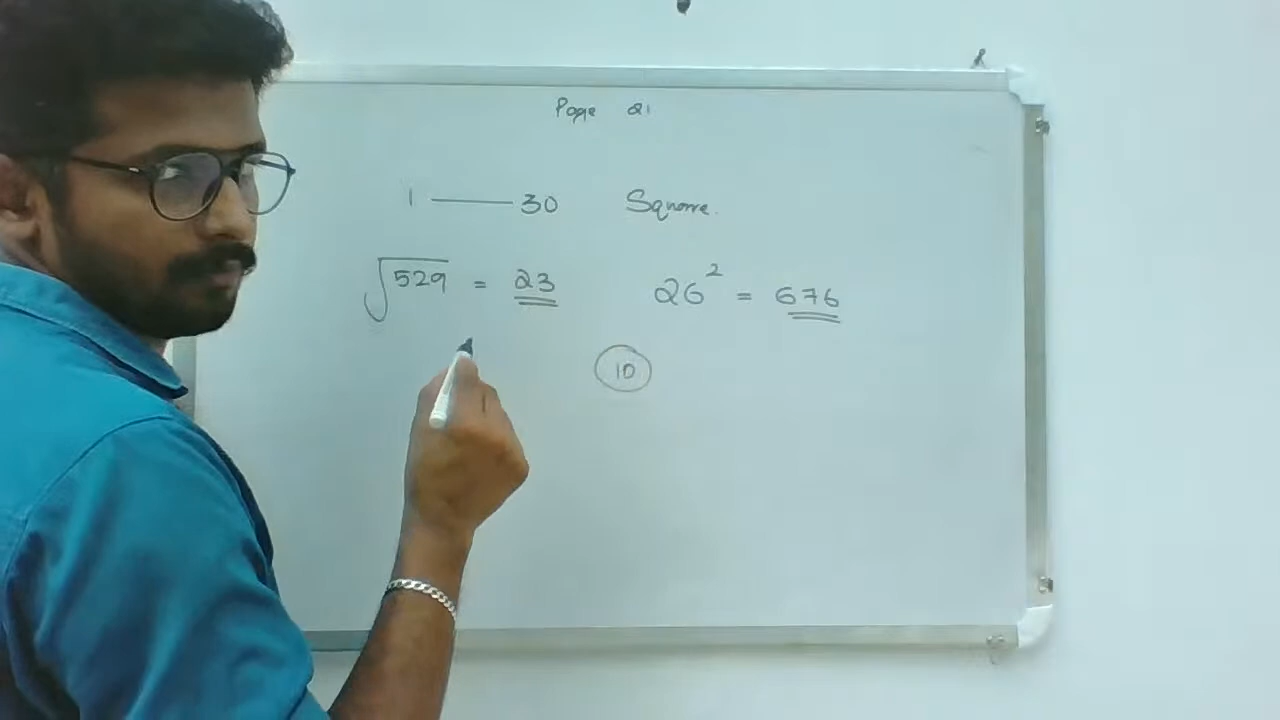 Page 21
1 —— 30 Square.
√529 = 23 26² = 676
10